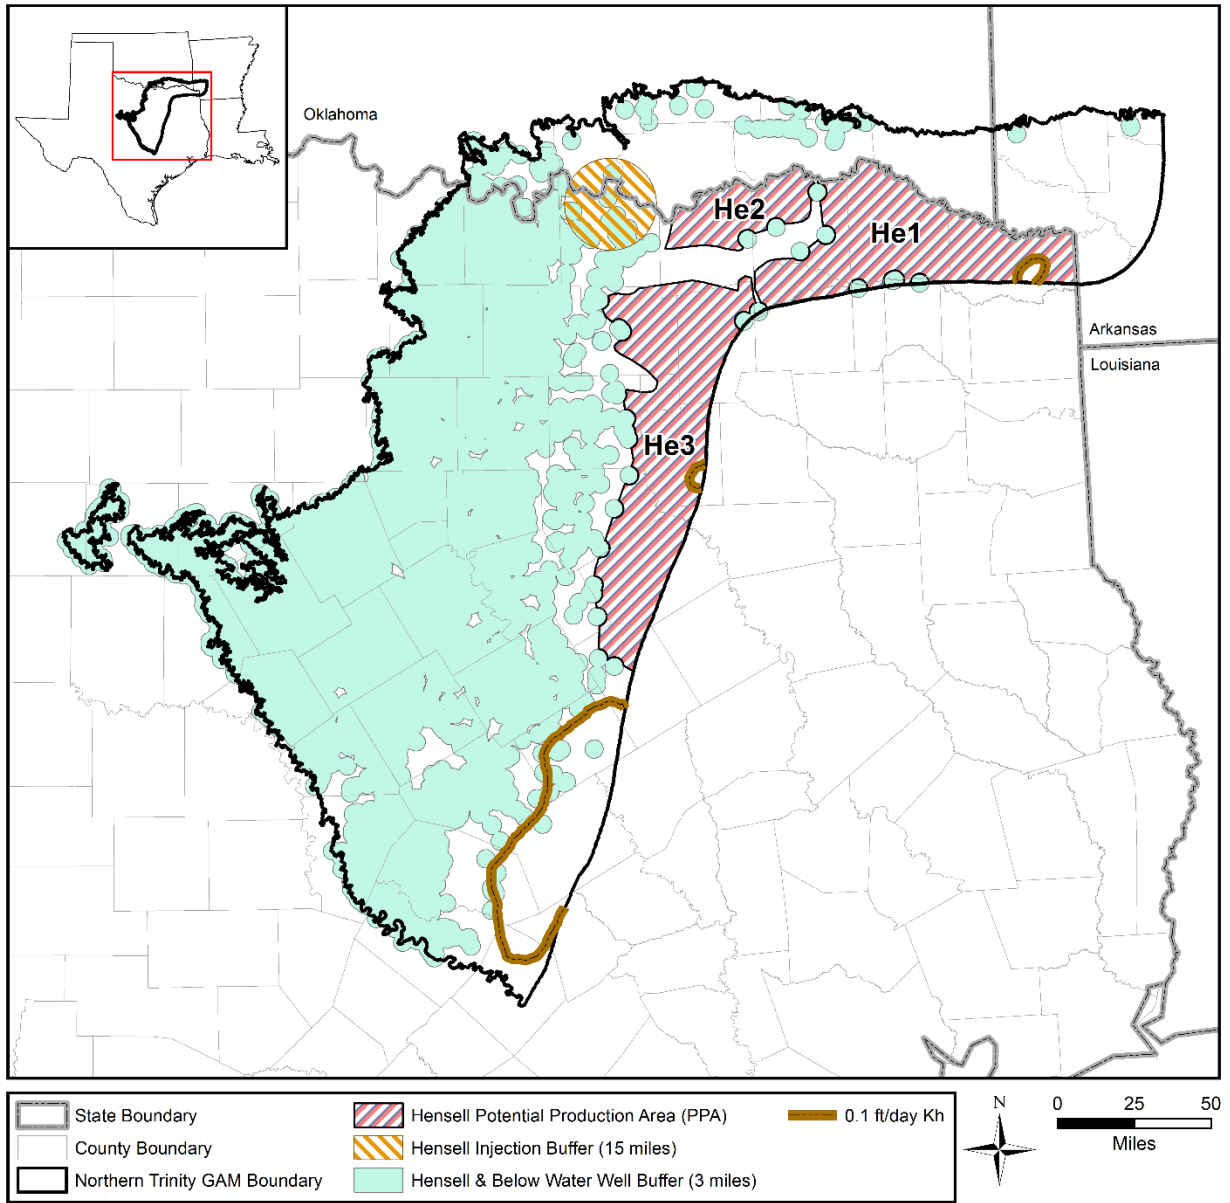 Oklahoma
He2
He1
Arkansas
Louisiana
He3
State Boundary
County Boundary
Northern Trinity GAM Boundary
Hensell Potential Production Area (PPA)
Hensell Injection Buffer (15 miles)
Hensell & Below Water Well Buffer (3 miles)
0.1 ft/day Kh
N
0 25 50
Miles